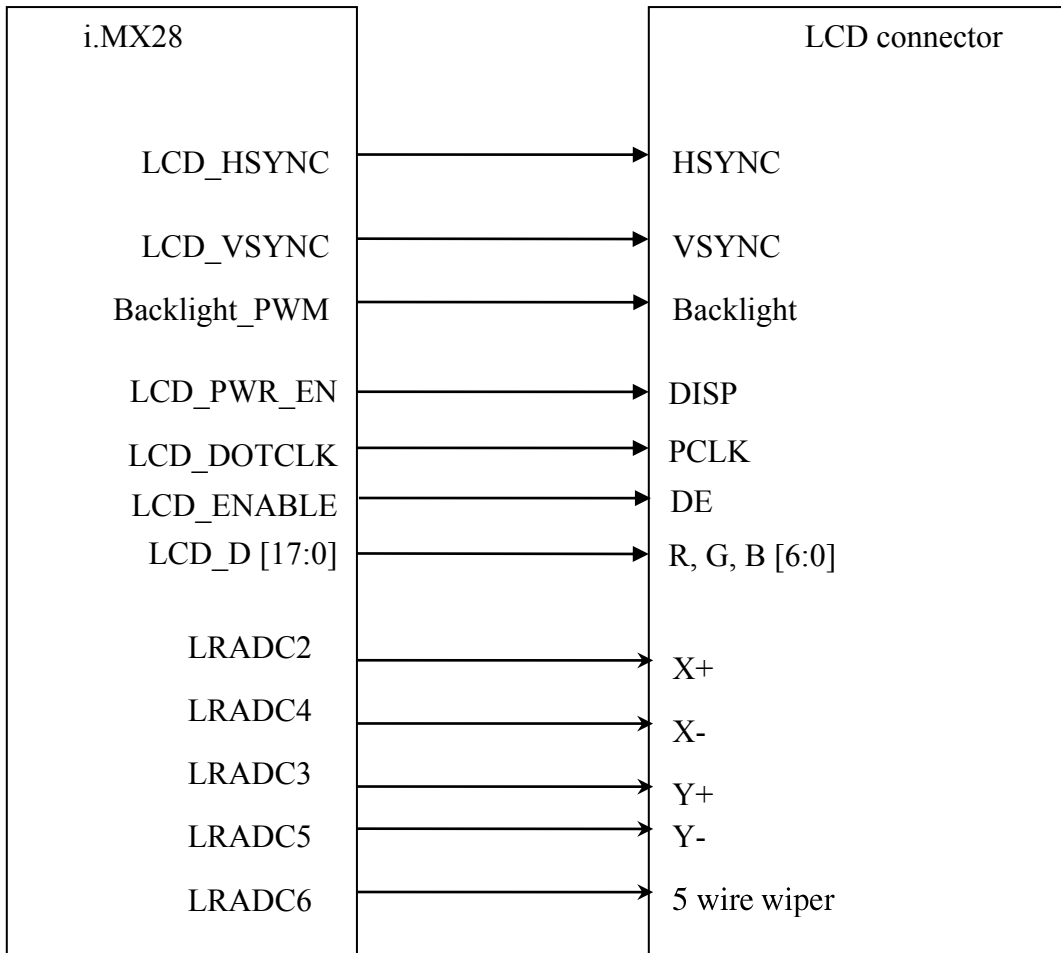 i.MX28
LCD connector
LCD_HSYNC
HSYNC
LCD_VSYNC
VSYNC
Backlight_PWM
Backlight
LCD_PWR_EN
DISP
LCD_DOTCLK
PCLK
LCD_ENABLE
DE
LCD_D [17:0]
R, G, B [6:0]
LRADC2
X+
LRADC4
X-
LRADC3
Y+
LRADC5
Y-
LRADC6
5 wire wiper